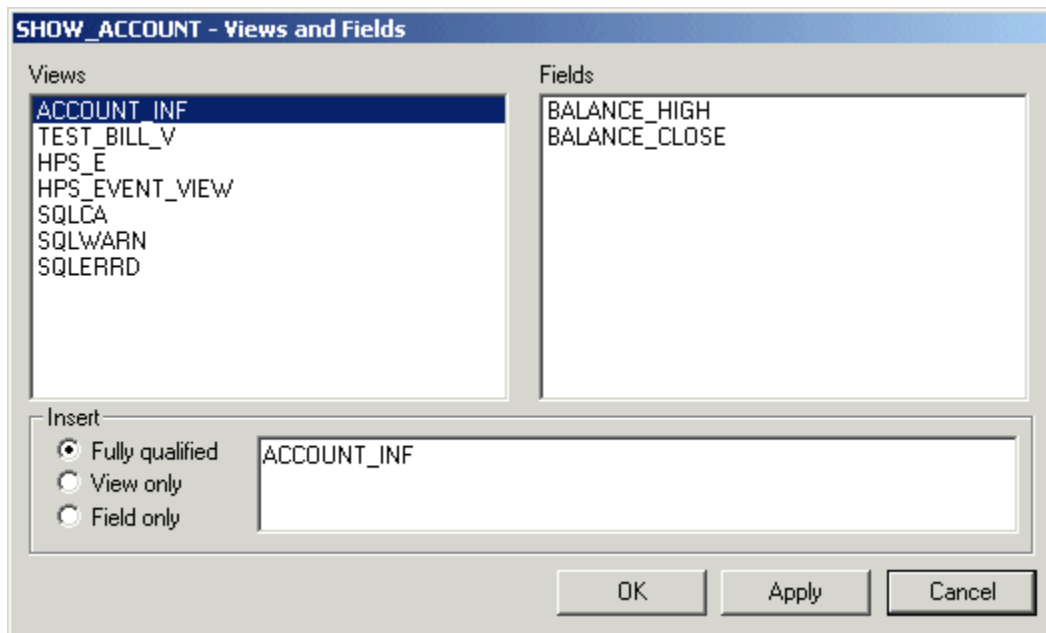 SHOW_ACCOUNT - Views and Fields
Views
ACCOUNT_INF
TEST_BILL_V
HPS_E
HPS_EVENT_VIEW
SQLCA
SQLWARN
SQLERRD
Fields
BALANCE_HIGH
BALANCE_CLOSE
Insert
Fully qualified
View only
Field only
ACCOUNT_INF
OK
Apply
Cancel